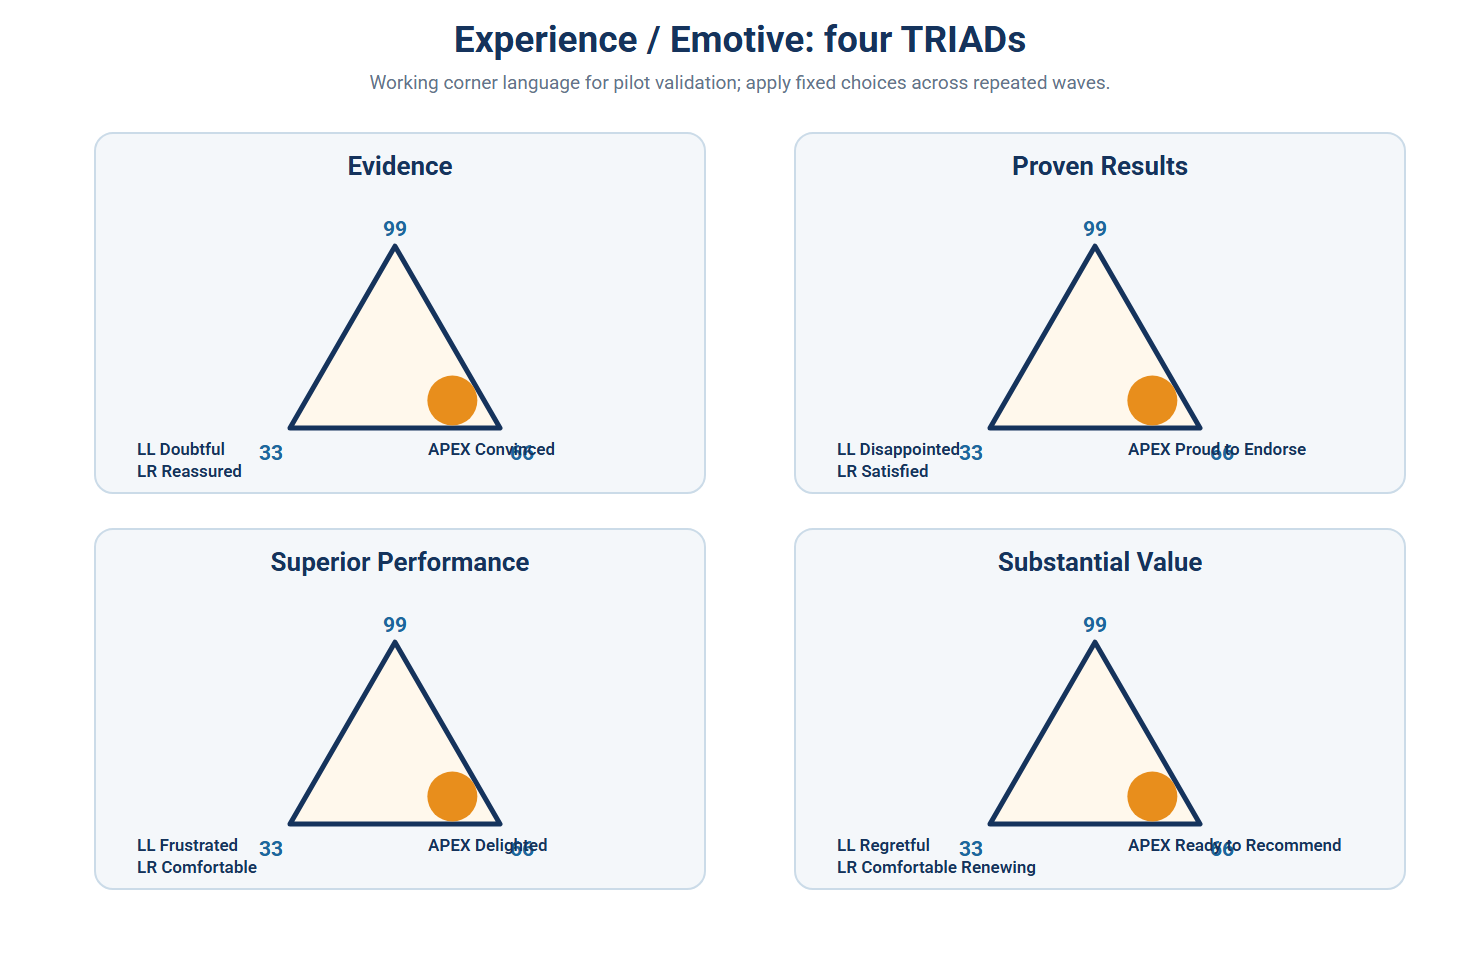 Experience / Emotive: four TRIADs
Working corner language for pilot validation; apply fixed choices across repeated waves.
Evidence
99
LL Doubtful
33
APEX Convinced
66
LR Reassured
Proven Results
99
LL Disappointed
33
APEX Proud to Endorse
66
LR Satisfied
Superior Performance
99
LL Frustrated
33
APEX Delighted
66
LR Comfortable
Substantial Value
99
LL Regretful
33
APEX Ready to Recommend
66
LR Comfortable Renewing